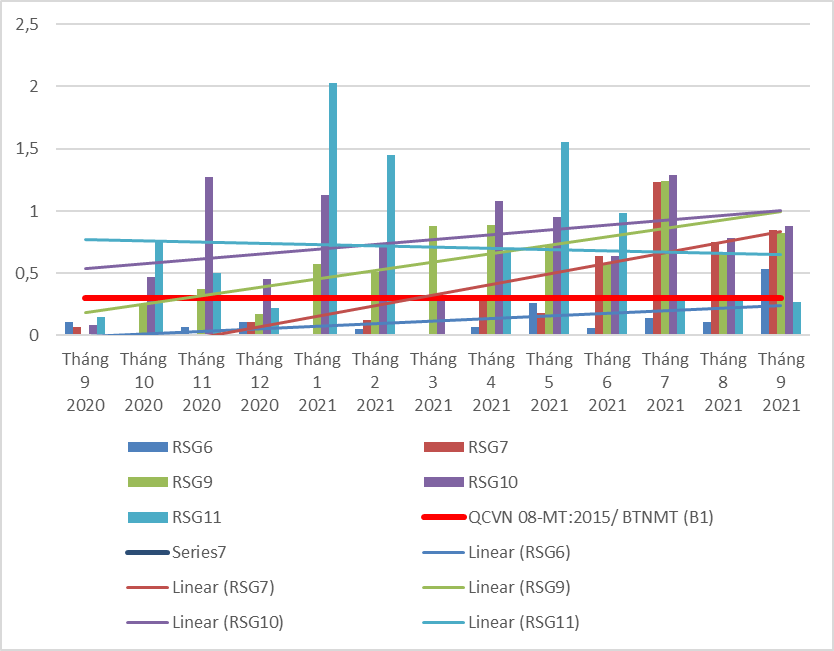 2,5
2
1,5
1
0,5
0
Tháng 9 2020
Tháng 10 2020
Tháng 11 2020
Tháng 12 2020
Tháng 1 2021
Tháng 2 2021
Tháng 3 2021
Tháng 4 2021
Tháng 5 2021
Tháng 6 2021
Tháng 7 2021
Tháng 8 2021
Tháng 9 2021
RSG6
RSG7
RSG9
RSG10
RSG11
QCVN 08-MT:2015/ BTNMT (B1)
Series7
Linear (RSG6)
Linear (RSG7)
Linear (RSG9)
Linear (RSG10)
Linear (RSG11)